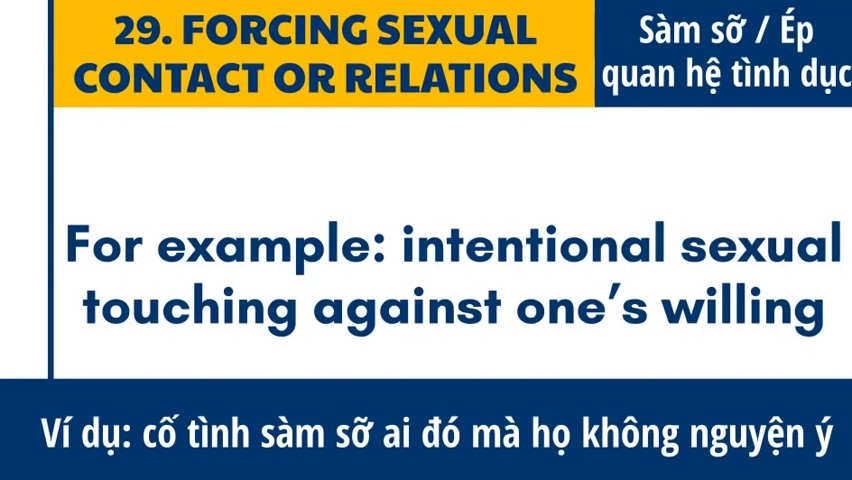 29. FORCING SEXUAL
CONTACT OR RELATIONS
Sàm sỡ / Ép
quan hệ tình dục
For example: intentional sexual
touching against one’s willing
Ví dụ: cố tình sàm sỡ ai đó mà họ không nguyện ý